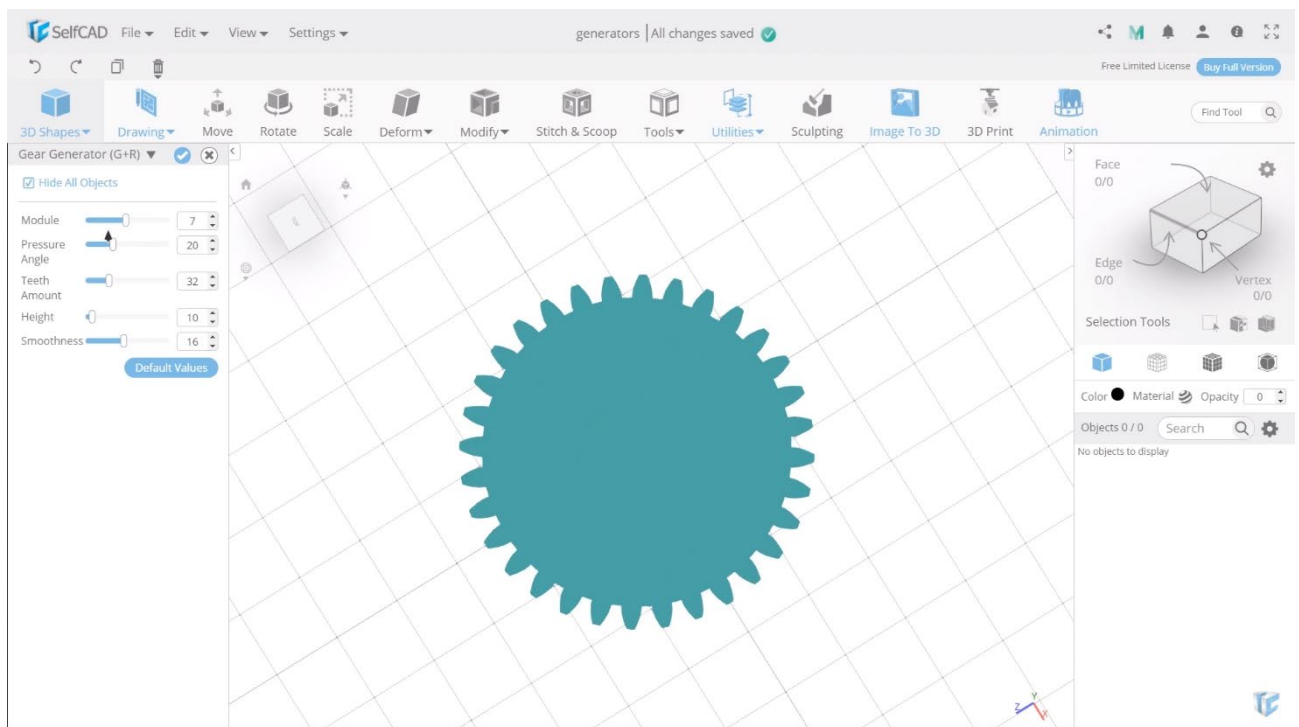 SelfCAD File Edit View Settings generators | All changes saved
Free Limited License Buy Full Version
3D Shapes Drawing Move Rotate Scale Deform Modify Stitch & Scoop Tools Utilities Sculpting Image To 3D 3D Print Animation Find Tool
Gear Generator (G+R)
Hide All Objects
Module 7
Pressure Angle 20
Teeth Amount 32
Height 10
Smoothness 16
Default Values
Face
0/0
Edge
0/0
Vertex
0/0
Selection Tools
Color Material Opacity 0
Objects 0 / 0 Search
No objects to display
Z Y X